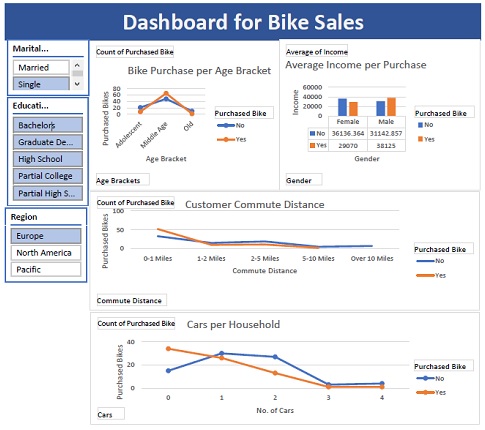 Dashboard for Bike Sales
Marital...
Married
Single
Educati...
Bachelors
Graduate De...
High School
Partial College
Partial High S...
Region
Europe
North America
Pacific
Count of Purchased Bike
Bike Purchase per Age Bracket
Purchased Bikes
80
60
40
20
0
Adolescent
Middle Age
Old
Age Bracket
Purchased Bike
No
Yes
Age Brackets
Average of Income
Average Income per Purchase
Income
60000
40000
20000
0
Female
Male
No 36136.364 31142.857
Yes 29070 38125
Gender
Purchased Bike
No
Yes
Gender
Count of Purchased Bike
Customer Commute Distance
Purchased Bikes
100
50
0
0-1 Miles
1-2 Miles
2-5 Miles
5-10 Miles
Over 10 Miles
Commute Distance
Purchased Bike
No
Yes
Commute Distance
Count of Purchased Bike
Cars per Household
Purchased Bikes
40
30
20
10
0
0
1
2
3
4
No. of Cars
Purchased Bike
No
Yes
Cars